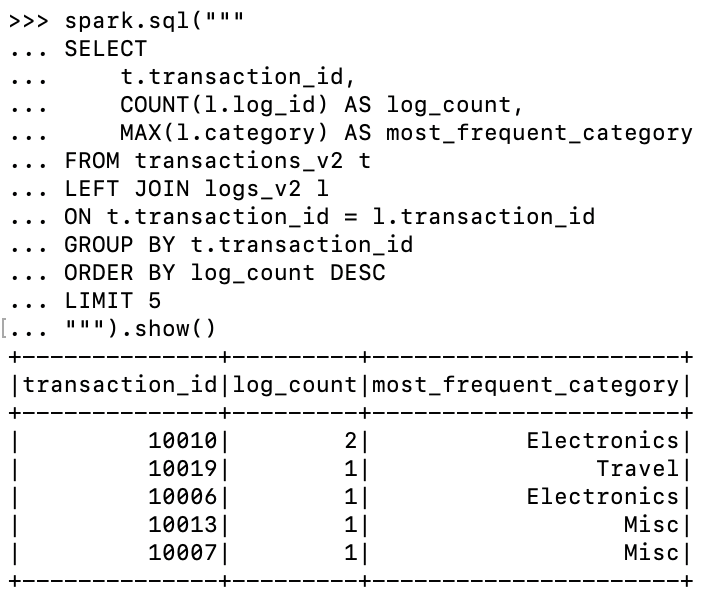 >>> spark.sql("""
... SELECT
...     t.transaction_id,
...     COUNT(l.log_id) AS log_count,
...     MAX(l.category) AS most_frequent_category
... FROM transactions_v2 t
... LEFT JOIN logs_v2 l
... ON t.transaction_id = l.transaction_id
... GROUP BY t.transaction_id
... ORDER BY log_count DESC
... LIMIT 5
[... """).show()
+--------------+---------+----------------------+
|transaction_id|log_count|most_frequent_category|
+--------------+---------+----------------------+
|         10010|        2|           Electronics|
|         10019|        1|                Travel|
|         10006|        1|           Electronics|
|         10013|        1|                  Misc|
|         10007|        1|                  Misc|
+--------------+---------+----------------------+